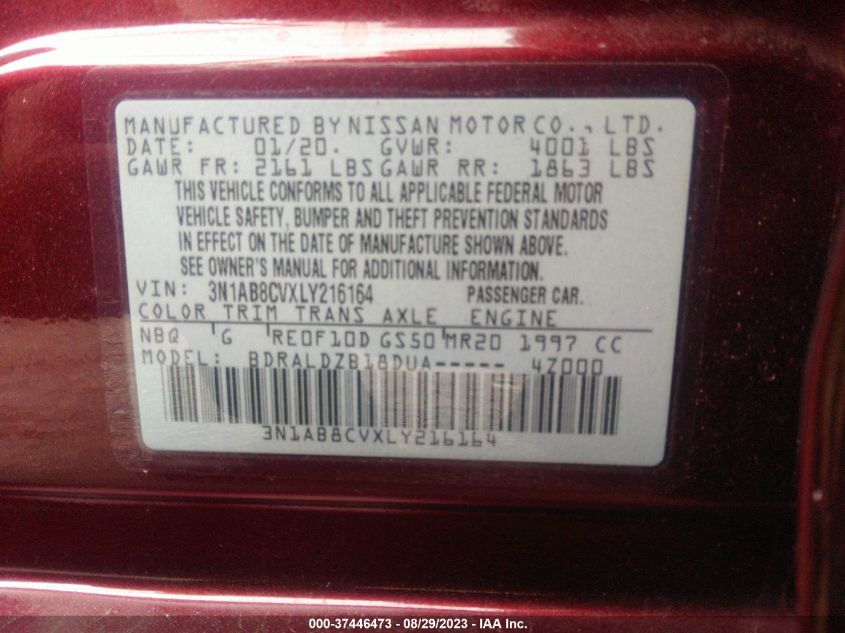 MANUFACTURED BY NISSAN MOTOR CO., LTD.
DATE: 01/20. GVWR: 4001 LBS
GAWR FR: 2161 LBS GAWR RR: 1863 LBS
THIS VEHICLE CONFORMS TO ALL APPLICABLE FEDERAL MOTOR
VEHICLE SAFETY, BUMPER AND THEFT PREVENTION STANDARDS
IN EFFECT ON THE DATE OF MANUFACTURE SHOWN ABOVE.
SEE OWNER'S MANUAL FOR ADDITIONAL INFORMATION.
VIN: 3N1AB8CVXLY216164 PASSENGER CAR.
COLOR TRIM TRANS AXLE ENGINE
NBQ 'G RE0F10D GS50 MR20 1997 CC
MODEL: BDRALDZB18DUA----- 4Z000
3N1AB8CVXLY216164
000-37446473 - 08/29/2023 - IAA Inc.